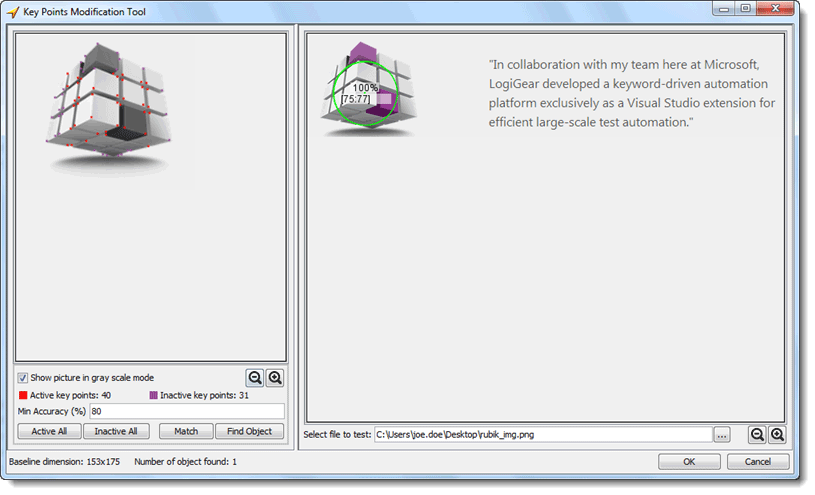 Key Points Modification Tool
100%
[75:77]
"In collaboration with my team here at Microsoft,
LogiGear developed a keyword-driven automation
platform exclusively as a Visual Studio extension for
efficient large-scale test automation."
Show picture in gray scale mode
Active key points: 40 Inactive key points: 31
Min Accuracy (%) 80
Active All Inactive All Match Find Object
Select file to test: C:\Users\joe.doe\Desktop\rubik_img.png ...
Baseline dimension: 153x175 Number of object found: 1
OK Cancel